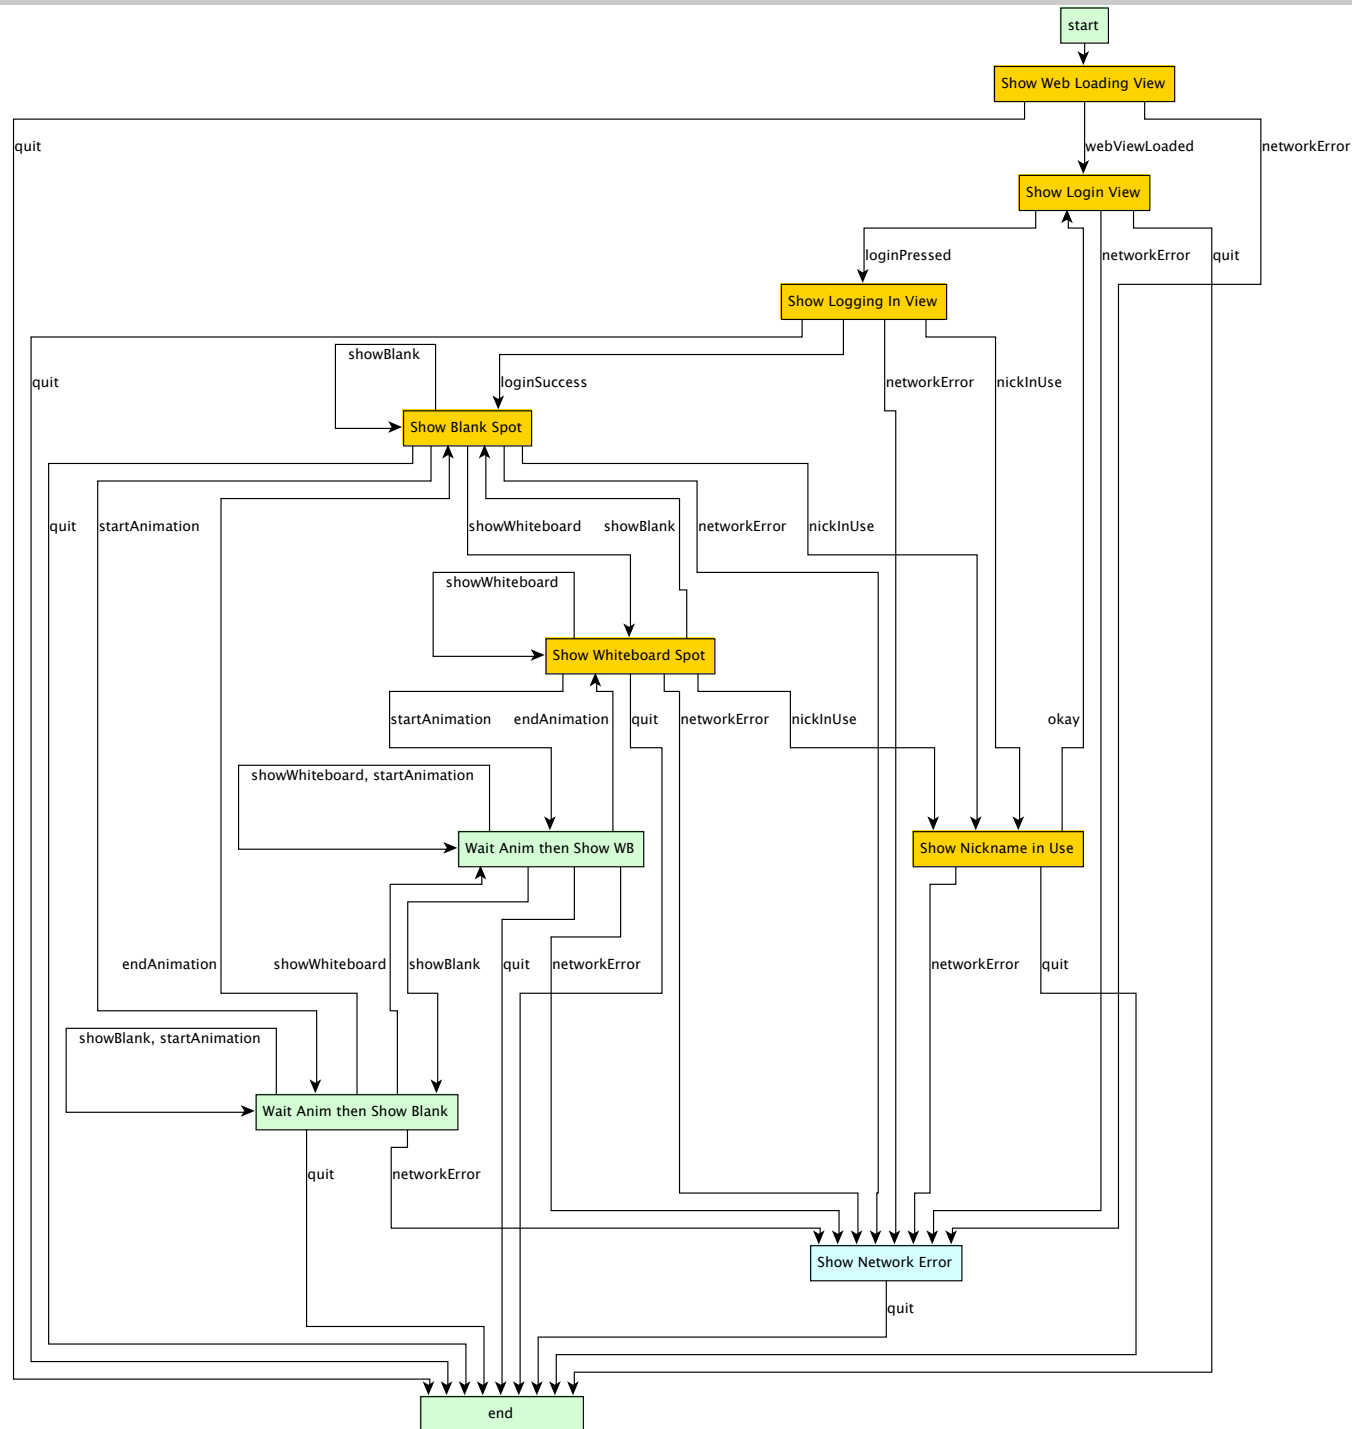 start
Show Web Loading View
quit
webViewLoaded
networkError
Show Login View
loginPressed
networkError
quit
Show Logging In View
showBlank
quit
loginSuccess
networkError
nickInUse
Show Blank Spot
quit
startAnimation
showWhiteboard
showBlank
networkError
nickInUse
showWhiteboard
Show Whiteboard Spot
startAnimation
endAnimation
quit
networkError
nickInUse
okay
showWhiteboard, startAnimation
Wait Anim then Show WB
Show Nickname in Use
endAnimation
showWhiteboard
showBlank
quit
networkError
networkError
quit
showBlank, startAnimation
Wait Anim then Show Blank
quit
networkError
Show Network Error
quit
end